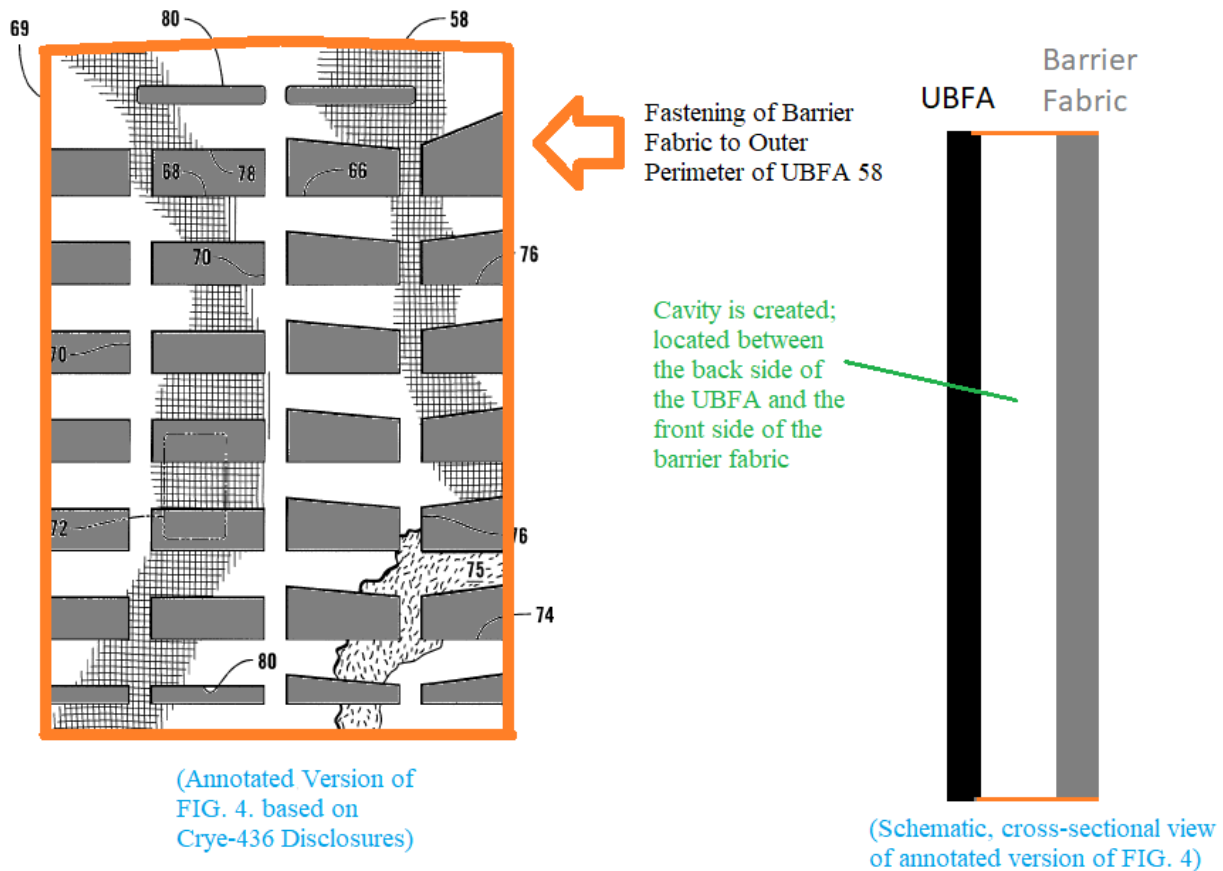 69
80
58
Fastening of Barrier
Fabric to Outer
Perimeter of UBFA 58
68
78
66
70
76
70
72
76
75
74
80
(Annotated Version of
FIG. 4. based on
Crye-436 Disclosures)
UBFA
Barrier
Fabric
Cavity is created;
located between
the back side of
the UBFA and the
front side of the
barrier fabric
(Schematic, cross-sectional view
of annotated version of FIG. 4)